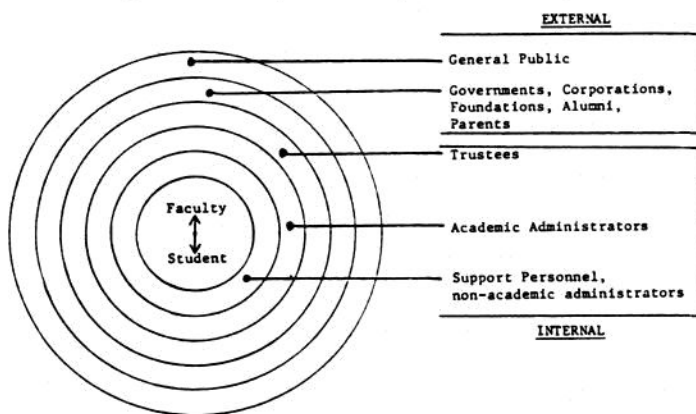 EXTERNAL
General Public
Governments, Corporations,
Foundations, Alumni,
Parents
Trustees
Faculty
Student
Academic Administrators
Support Personnel,
non-academic administrators
INTERNAL